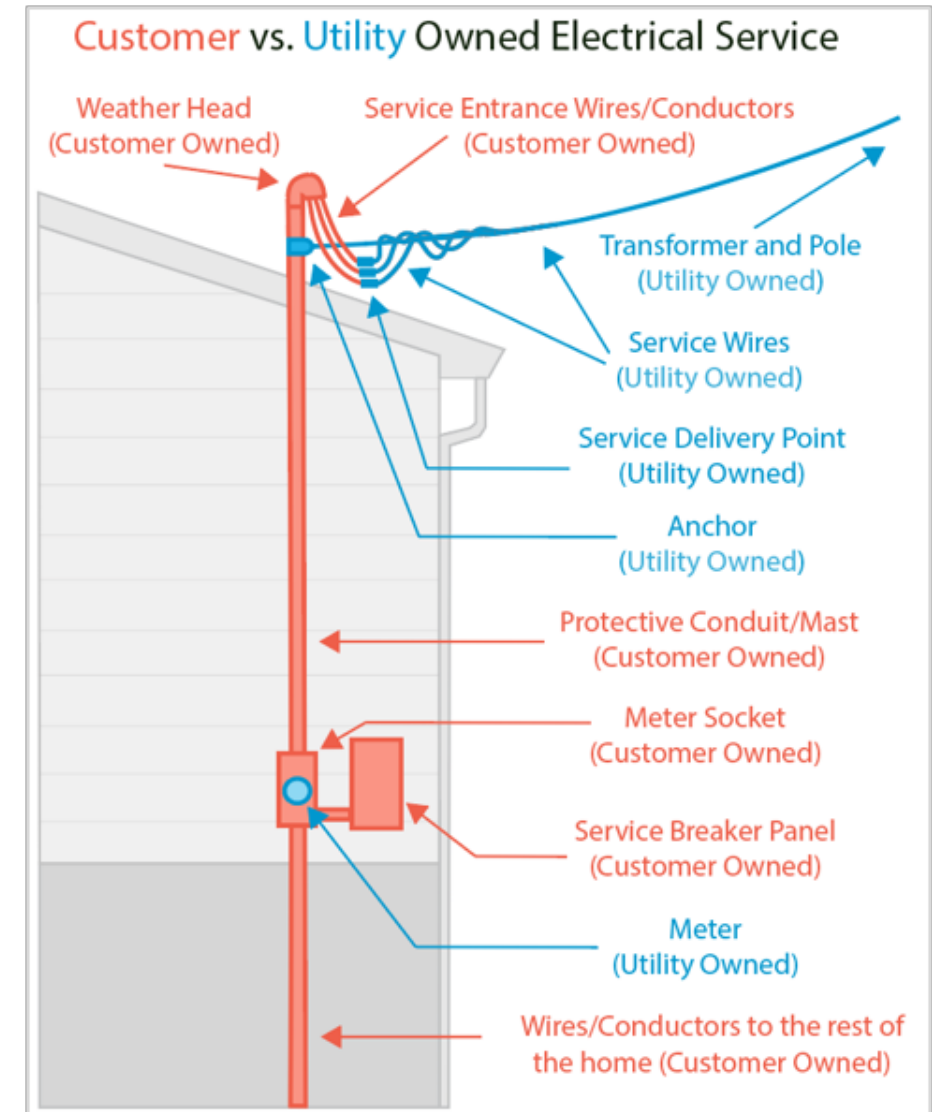 Customer vs. Utility Owned Electrical Service
Weather Head
(Customer Owned)
Service Entrance Wires/Conductors
(Customer Owned)
Transformer and Pole
(Utility Owned)
Service Wires
(Utility Owned)
Service Delivery Point
(Utility Owned)
Anchor
(Utility Owned)
Protective Conduit/Mast
(Customer Owned)
Meter Socket
(Customer Owned)
Service Breaker Panel
(Customer Owned)
Meter
(Utility Owned)
Wires/Conductors to the rest of
the home (Customer Owned)